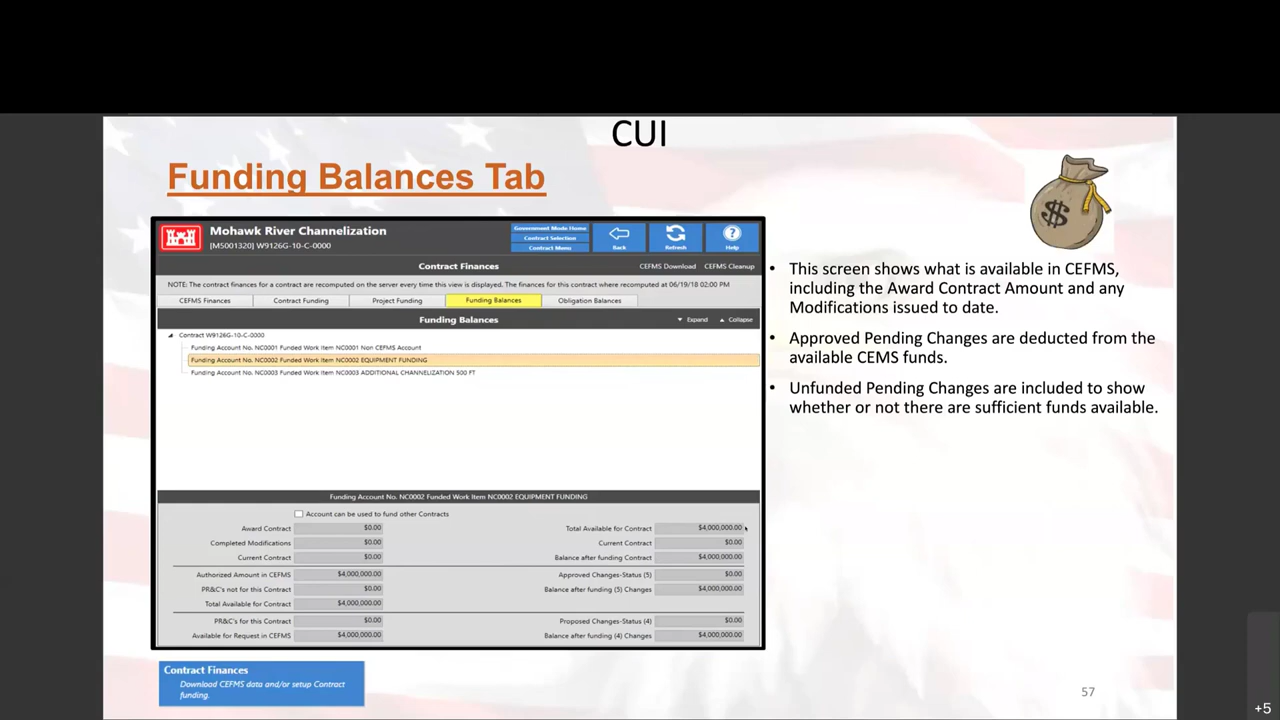 CUI
Funding Balances Tab
Mohawk River Channelization
[MS001320] W9126G-10-C-0000
Government Mode Home
Contract Selection
Contract Menu
Back
Refresh
Help
Contract Finances
CEFMS Download
CEFMS Cleanup
NOTE: The contract finances for a contract are recomputed on the server every time this view is displayed. The finances for this contract where recomputed at 06/19/18 02:00 PM
CEFMS Finances
Contract Funding
Project Funding
Funding Balances
Obligation Balances
Funding Balances
Expand
Collapse
Contract W9126G-10-C-0000
Funding Account No. NC0001 Funded Work Item NC0001 Non CEFMS Account
Funding Account No. NC0002 Funded Work Item NC0002 EQUIPMENT FUNDING
Funding Account No. NC0003 Funded Work Item NC0003 ADDITIONAL CHANNELIZATION 500 FT
Funding Account No. NC0002 Funded Work Item NC0002 EQUIPMENT FUNDING
Account can be used to fund other Contracts
Award Contract $0.00
Completed Modifications $0.00
Current Contract $0.00
Authorized Amount in CEFMS $4,000,000.00
PR&C's not for this Contract $0.00
Total Available for Contract $4,000,000.00
PR&C's for this Contract $0.00
Available for Request in CEFMS $4,000,000.00
Total Available for Contract $4,000,000.00
Current Contract $0.00
Balance after funding Contract $4,000,000.00
Approved Changes-Status (5) $0.00
Balance after funding (5) Changes $4,000,000.00
Proposed Changes-Status (4) $0.00
Balance after funding (4) Changes $4,000,000.00
• This screen shows what is available in CEFMS,
including the Award Contract Amount and any
Modifications issued to date.
• Approved Pending Changes are deducted from the
available CEMS funds.
• Unfunded Pending Changes are included to show
whether or not there are sufficient funds available.
Contract Finances
Download CEFMS data and/or setup Contract
funding.
57
+5